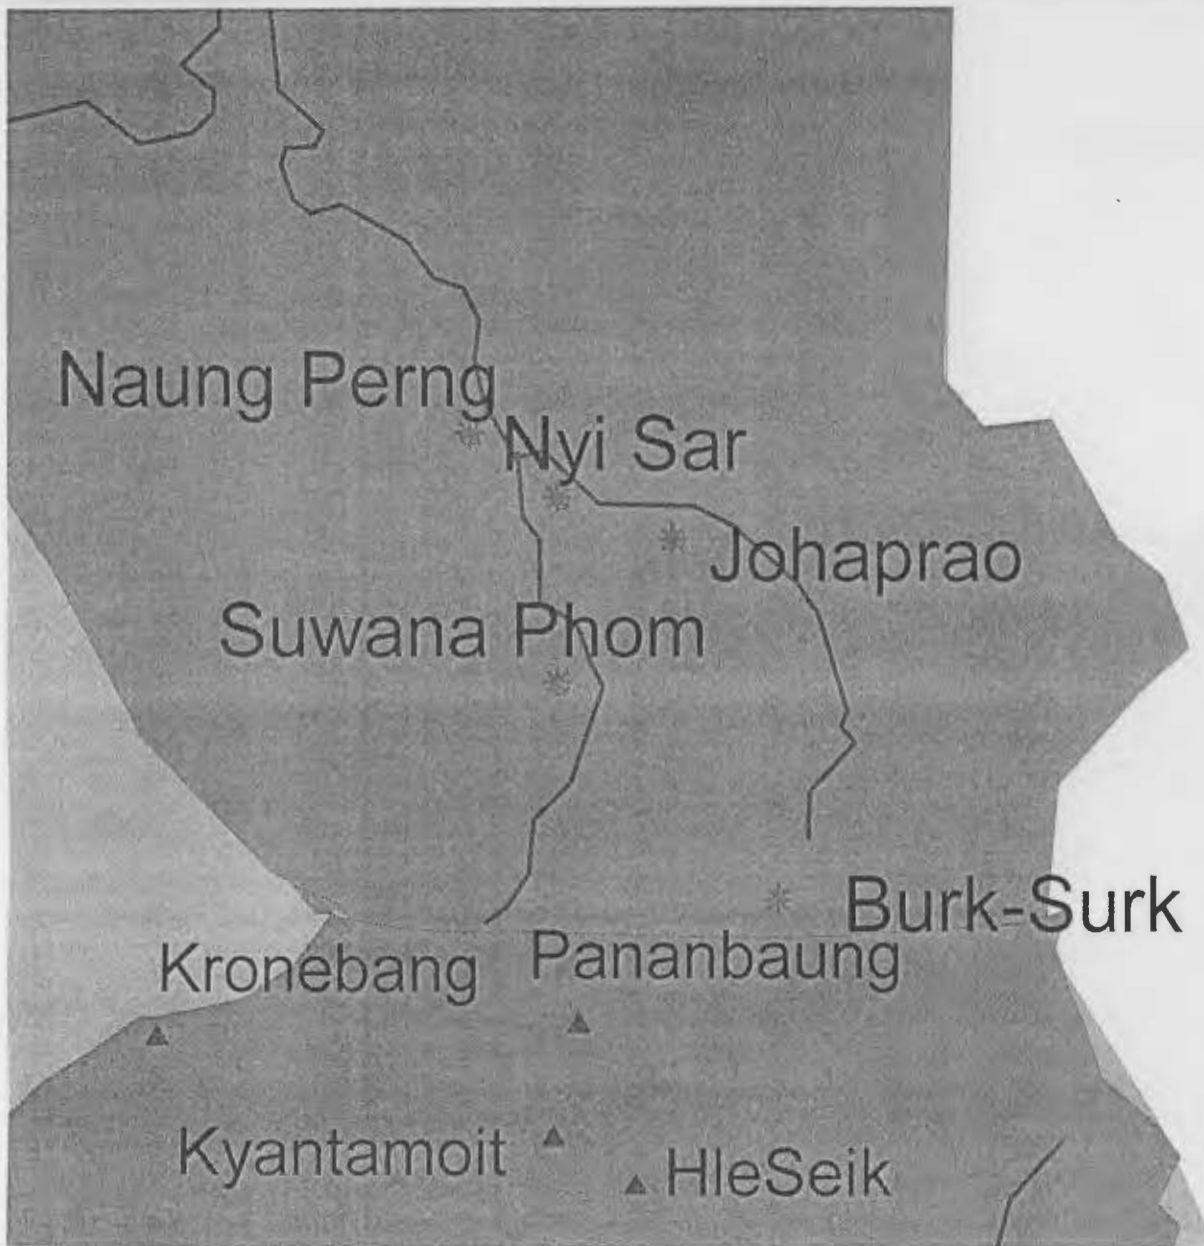 Naung Perng
Nyi Sar
Johaprao
Suwana Phom
Burk-Surk
Kronebang
Pananbaung
Kyantamoit
HleSeik